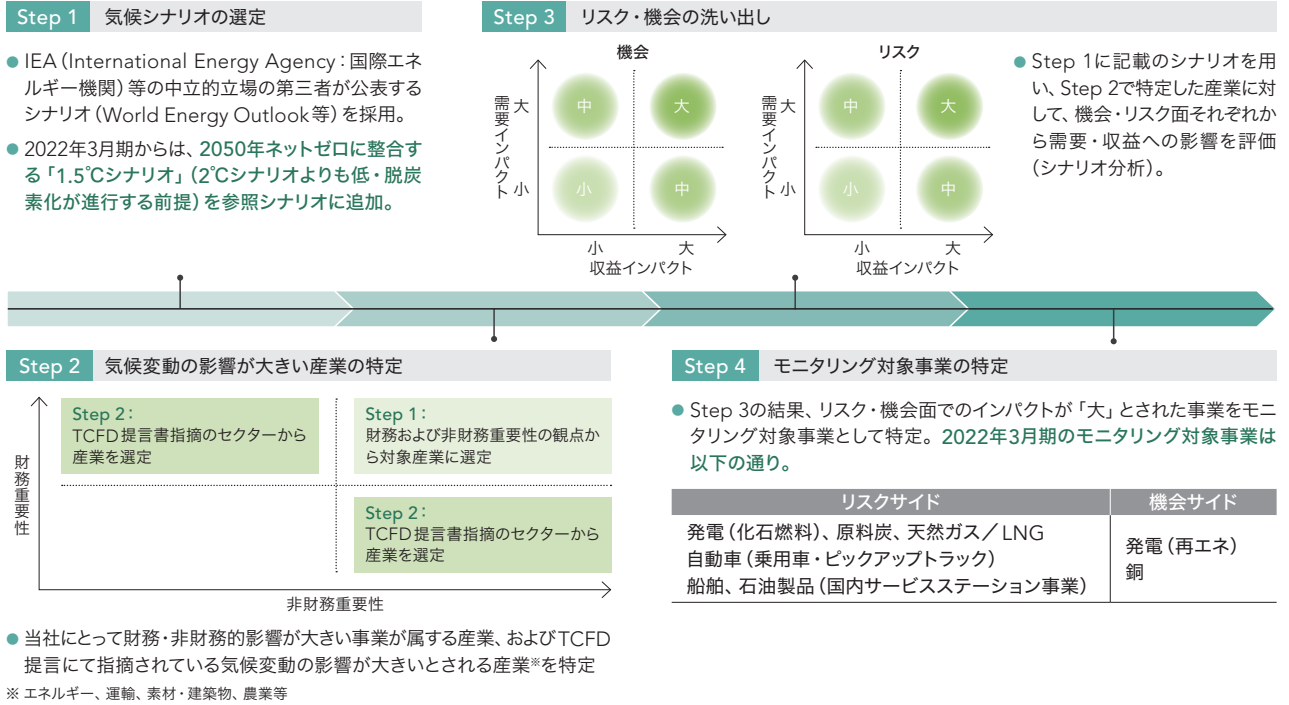 Step 1 気候シナリオの選定
● IEA（International Energy Agency：国際エネ
ルギー機関）等の中立的立場の第三者が公表する
シナリオ（World Energy Outlook等）を採用。
● 2022年3月期からは、2050年ネットゼロに整合す
る「1.5℃シナリオ」（2℃シナリオよりも低・脱炭
素化が進行する前提）を参照シナリオに追加。
Step 3 リスク・機会の洗い出し
機会
需要インパクト
大
小
中
大
小
中
小
大
収益インパクト
リスク
需要インパクト
大
小
中
大
小
中
小
大
収益インパクト
● Step 1に記載のシナリオを用
い、Step 2で特定した産業に対
して、機会・リスク面それぞれか
ら需要・収益への影響を評価
（シナリオ分析）。
Step 2 気候変動の影響が大きい産業の特定
財務重要性
Step 2：
TCFD提言書指摘のセクターから
産業を選定
Step 1：
財務および非財務重要性の観点か
ら対象産業に選定
Step 2：
TCFD提言書指摘のセクターから
産業を選定
非財務重要性
● 当社にとって財務・非財務的影響が大きい事業が属する産業、およびTCFD
提言にて指摘されている気候変動の影響が大きいとされる産業※を特定
※ エネルギー、運輸、素材・建築物、農業等
Step 4 モニタリング対象事業の特定
● Step 3の結果、リスク・機会面でのインパクトが「大」とされた事業をモニ
タリング対象事業として特定。2022年3月期のモニタリング対象事業は
以下の通り。
リスクサイド
機会サイド
発電（化石燃料）、原料炭、天然ガス／LNG
自動車（乗用車・ピックアップトラック）
船舶、石油製品（国内サービスステーション事業）
発電（再エネ）
銅